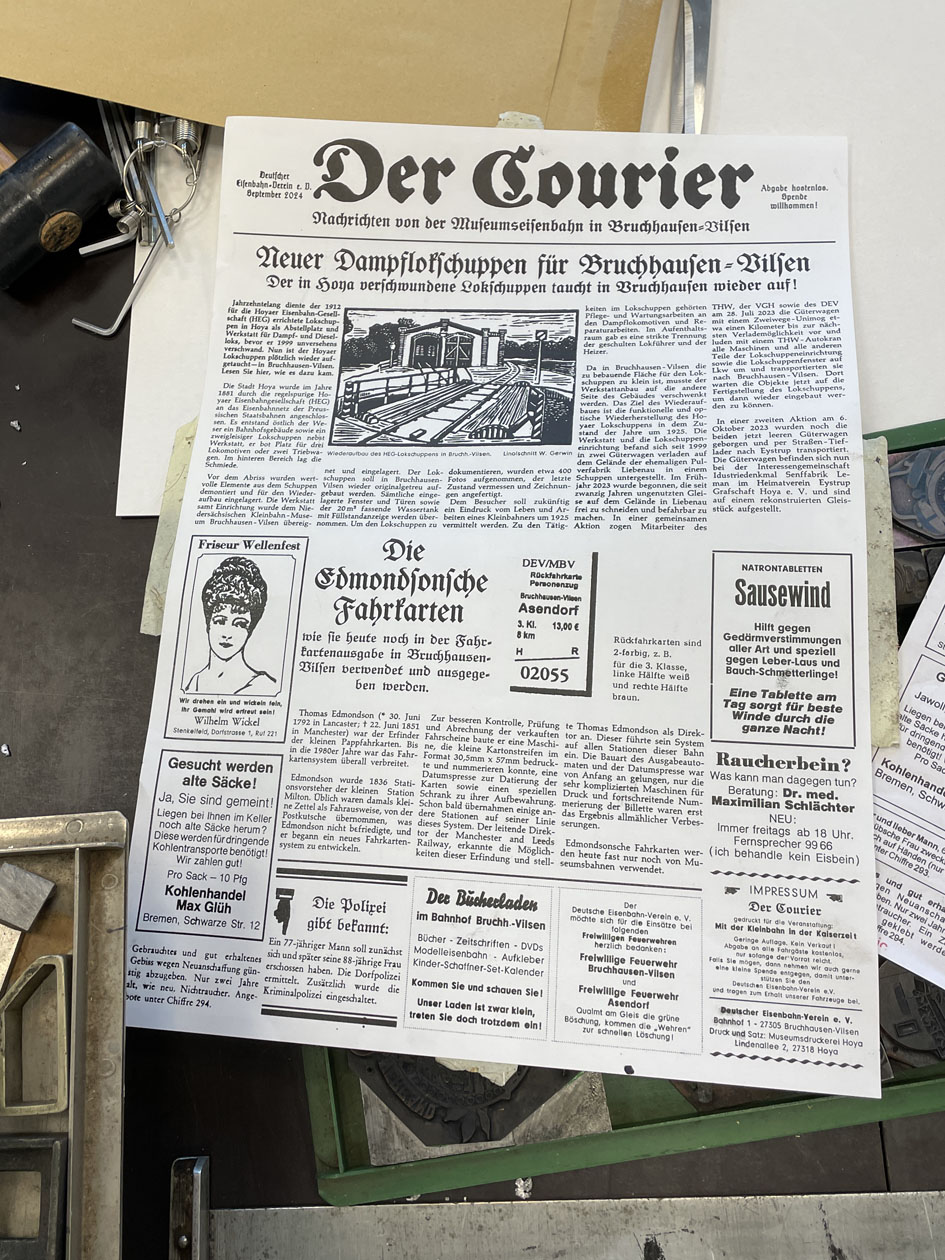 Deutscher
Eisenbahn-Verein e. V.
September 2024
Der Courier
Abgabe kostenlos.
Spende
willkommen!
Nachrichten von der Museumseisenbahn in Bruchhausen-Vilsen
Neuer Dampflokschuppen für Bruchhausen-Vilsen
Der in Hoya verschwundene Lokschuppen taucht in Bruchhausen wieder auf!
Jahrzehntelang diente der 1912
für die Hoyaer Eisenbahn-Gesell-
schaft (HEG) errichtete Lokschup-
pen in Hoya als Abstellplatz und
Werkstatt für Dampf- und Diesel-
loks, bevor er 1999 unversehens
verschwand. Nun ist der Hoyaer
Lokschuppen plötzlich wieder auf-
getaucht – in Bruchhausen-Vilsen.
Lesen Sie hier, wie es dazu kam.
Die Stadt Hoya wurde im Jahre
1881 durch die regelspurige Ho-
yaer Eisenbahngesellschaft (HEG)
an das Eisenbahnnetz der Preus-
sischen Staatsbahnen angeschlos-
sen. Es entstand östlich der We-
ser ein Bahnhofsgebäude sowie ein
zweigleisiger Lokschuppen nebst
Werkstatt, er bot Platz für drei
Lokomotiven oder zwei Triebwa-
gen. Im hinteren Bereich lag die
Schmiede.
Vor dem Abriss wurden wert-
volle Elemente aus dem Schuppen
demontiert und für den Wieder-
aufbau eingelagert. Die Werkstatt
samt Einrichtung wurde dem Nie-
dersächsischen Kleinbahn-Muse-
um Bruchhausen-Vilsen übereig-
Wiederaufbau des HEG-Lokschuppens in Bruchh.-Vilsen.
Linolschnitt W. Gerwin
net und eingelagert. Der Lok-
schuppen soll in Bruchhausen-
Vilsen wieder originalgetreu auf-
gebaut werden. Sämtliche einge-
lagerte Fenster und Türen sowie
der 20 m³ fassende Wassertank
mit Füllstandanzeige werden über-
nommen. Um den Lokschuppen zu
dokumentieren, wurden etwa 400
Fotos aufgenommen, der letzte
Zustand vermessen und Zeichnun-
gen angefertigt.
Dem Besucher soll zukünftig
ein Eindruck vom Leben und Ar-
beiten eines Kleinbahners um 1925
vermittelt werden. Zu den Tätig-
keiten im Lokschuppen gehörten
Pflege- und Wartungsarbeiten an
den Dampflokomotiven und Re-
paraturarbeiten. Im Aufenthalts-
raum gab es eine strikte Trennung
der geschulten Lokführer und der
Heizer.
Da in Bruchhausen-Vilsen die
zu bebauende Fläche für den Lok-
schuppen zu klein ist, musste der
Werkstattanbau auf die andere
Seite des Gebäudes verschwenkt
werden. Das Ziel des Wiederauf-
baues ist die funktionelle und op-
tische Wiederherstellung des Ho-
yaer Lokschuppens in dem Zu-
stand der Jahre um 1925. Die
Werkstatt und die Lokschuppen-
einrichtung befand sich seit 1999
in zwei Güterwagen verladen auf
dem Gelände der ehemaligen Pul-
verfabrik Liebenau in einem
Schuppen untergestellt. Im Früh-
jahr 2023 wurde begonnen, die seit
zwanzig Jahren ungenutzten Glei-
se auf dem Gelände in Liebenau
frei zu schneiden und befahrbar zu
machen. In einer gemeinsamen
Aktion zogen Mitarbeiter des
THW, der VGH sowie des DEV
am 28. Juli 2023 die Güterwagen
mit einem Zweiwege-Unimog et-
wa einen Kilometer bis zur näch-
sten Verlademöglichkeit vor und
luden mit einem THW-Autokran
alle Maschinen und alle anderen
Teile der Lokschuppeneinrichtung
sowie die Lokschuppenfenster auf
Lkw um und transportierten sie
nach Bruchhausen-Vilsen. Dort
warten die Objekte jetzt auf die
Fertigstellung des Lokschuppens,
um dann wieder eingebaut wer-
den zu können.
In einer zweiten Aktion am 6.
Oktober 2023 wurden noch die
beiden jetzt leeren Güterwagen
geborgen und per Straßen-Tief-
lader nach Eystrup transportiert.
Die Güterwagen befinden sich nun
bei der Interessengemeinschaft
Idustriedenkmal Senffabrik Le-
man im Heimatverein Eystrup
Grafschaft Hoya e. V. und sind
auf einem rekonstruierten Gleis-
stück aufgestellt.
Friseur Wellenfest
Wir drehen ein und wickeln fein,
Ihr Gemahl wird erfreut sein!
Wilhelm Wickel
Stenkelfeld, Dorfstrasse 1, Ruf 221
Die
Edmondsonsche
Fahrkarten
wie sie heute noch in der Fahr-
kartenausgabe in Bruchhausen-
Vilsen verwendet und ausgege-
ben werden.
DEV/MBV
Rückfahrkarte
Personenzug
Bruchhausen-Vilsen
Asendorf
3. Kl. 13,00 €
8 km
H R
02055
Rückfahrkarten sind
2-farbig, z. B.
für die 3. Klasse,
linke Hälfte weiß
und rechte Hälfte
braun.
Thomas Edmondson (* 30. Juni
1792 in Lancaster; † 22. Juni 1851
in Manchester) war der Erfinder
der kleinen Pappfahrkarten. Bis
in die 1980er Jahre war das Fahr-
kartensystem überall verbreitet.
Edmondson wurde 1836 Stati-
onsvorsteher der kleinen Station
Milton. Üblich waren damals klei-
ne Zettel als Fahrausweise, von der
Postkutsche übernommen, was
Edmondson nicht befriedigte, und
er begann ein neues Fahrkarten-
system zu entwickeln.
Zur besseren Kontrolle, Prüfung
und Abrechnung der verkauften
Fahrscheine baute er eine Maschi-
ne, die kleine Kartonstreifen im
Format 30,5mm x 57mm bedruck-
te und nummerieren konnte, eine
Datumspresse zur Datierung der
Karten sowie einen speziellen
Schrank zu ihrer Aufbewahrung.
Schon bald übernahmen einige an-
dere Stationen auf seiner Linie
dieses System. Der leitende Direk-
tor der Manchester and Leeds
Railway, erkannte die Möglich-
keiten dieser Erfindung und stell-
te Thomas Edmondson als Direk-
tor an. Dieser führte sein System
auf allen Stationen dieser Bahn
ein. Die Bauart des Ausgabeauto-
maten und der Datumspresse war
von Anfang an gelungen, nur die
sehr komplizierten Maschinen für
Druck und fortschreitende Num-
merierung der Billette waren erst
das Ergebnis allmählicher Verbes-
serungen.
Edmondsonsche Fahrkarten wer-
den heute fast nur noch von Mu-
seumsbahnen verwendet.
NATRONTABLETTEN
Sausewind
Hilft gegen
Gedärmverstimmungen
aller Art und speziell
gegen Leber-Laus und
Bauch-Schmetterlinge!
Eine Tablette am
Tag sorgt für beste
Winde durch die
ganze Nacht!
Raucherbein?
Was kann man dagegen tun?
Beratung: Dr. med.
Maximilian Schlächter
NEU:
Immer freitags ab 18 Uhr.
Fernsprecher 99 66
(ich behandle kein Eisbein)
Gesucht werden
alte Säcke!
Ja, Sie sind gemeint!
Liegen bei Ihnen im Keller
noch alte Säcke herum?
Diese werden für dringende
Kohlentransporte benötigt!
Wir zahlen gut!
Pro Sack – 10 Pfg
Kohlenhandel
Max Glüh
Bremen, Schwarze Str. 12
Gebrauchtes und gut erhaltenes
Gebiss wegen Neuanschaffung gün-
stig abzugeben. Nur zwei Jahre
alt, wie neu. Nichtraucher. Ange-
bote unter Chiffre 294.
Die Polizei
gibt bekannt:
Ein 77-jähriger Mann soll zunächst
sich und später seine 88-jährige Frau
erschossen haben. Die Dorfpolizei
ermittelt. Zusätzlich wurde die
Kriminalpolizei eingeschaltet.
Der Bücherladen
im Bahnhof Bruchh.-Vilsen
Bücher - Zeitschriften - DVDs
Modelleisenbahn - Aufkleber
Kinder-Schaffner-Set-Kalender
Kommen Sie und schauen Sie!
Unser Laden ist zwar klein,
treten Sie doch trotzdem ein!
Der
Deutsche Eisenbahn-Verein e. V.
möchte sich für die Einsätze bei
folgenden
Freiwilligen Feuerwehren
herzlich bedanken:
Freiwillige Feuerwehr
Bruchhausen-Vilsen
und
Freiwillige Feuerwehr
Asendorf
Qualmt am Gleis die grüne
Böschung, kommen die „Wehren“
zur schnellen Löschung!
IMPRESSUM
Der Courier
gedruckt für die Veranstaltung:
Mit der Kleinbahn in der Kaiserzeit!
Geringe Auflage. Kein Verkauf!
Abgabe an alle Fahrgäste kostenlos,
nur solange der Vorrat reicht.
Falls Sie möchten, dann nehmen wir auch gerne
eine kleine Spende entgegen, damit unter-
stützen Sie den
Deutschen Eisenbahn-Verein e.V.
und tragen zum Erhalt unserer Fahrzeuge bei.
Deutscher Eisenbahn-Verein e. V.
Bahnhof 1 - 27305 Bruchhausen-Vilsen
Druck und Satz: Museumsdruckerei Hoya
Lindenallee 2, 27318 Hoya